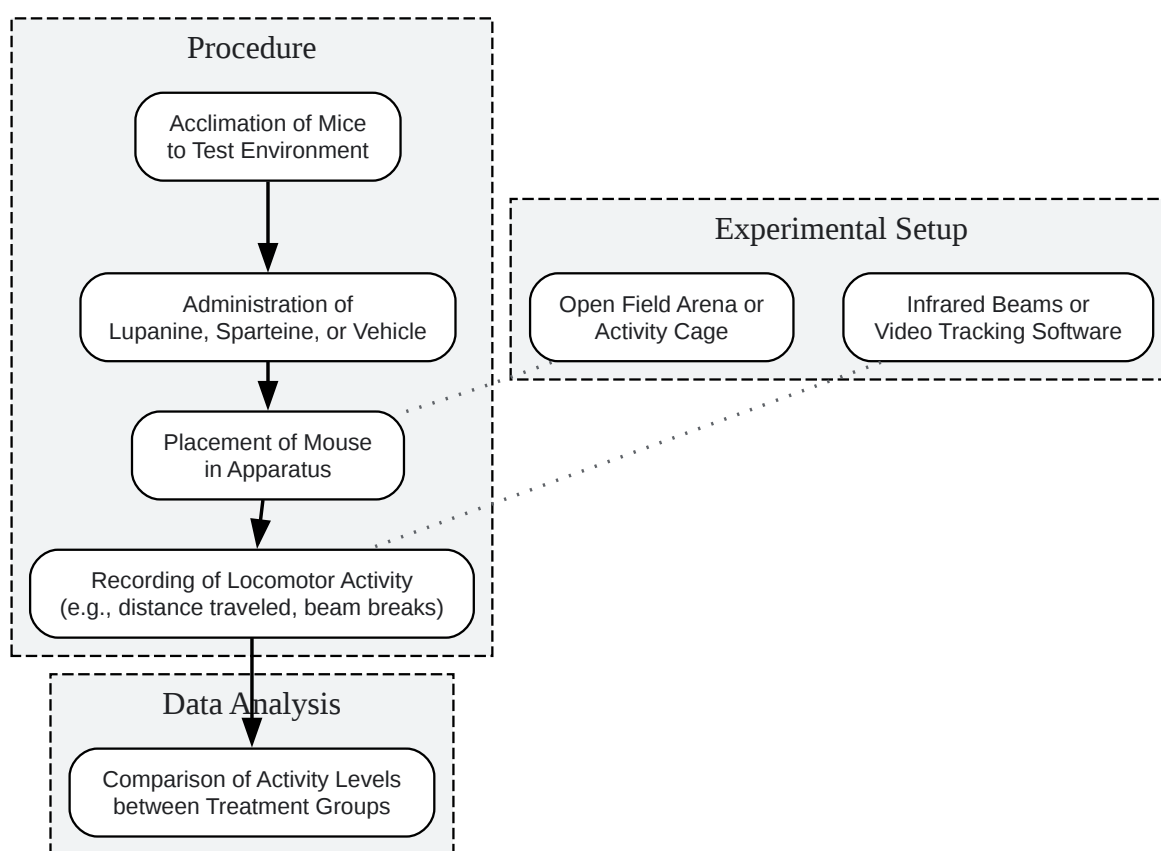 Procedure
Acclimation of Mice
to Test Environment
Administration of
Lupanine, Sparteine, or Vehicle
Placement of Mouse
in Apparatus
Recording of Locomotor Activity
(e.g., distance traveled, beam breaks)
Experimental Setup
Open Field Arena or
Activity Cage
Infrared Beams or
Video Tracking Software
Data Analysis
Comparison of Activity Levels
between Treatment Groups